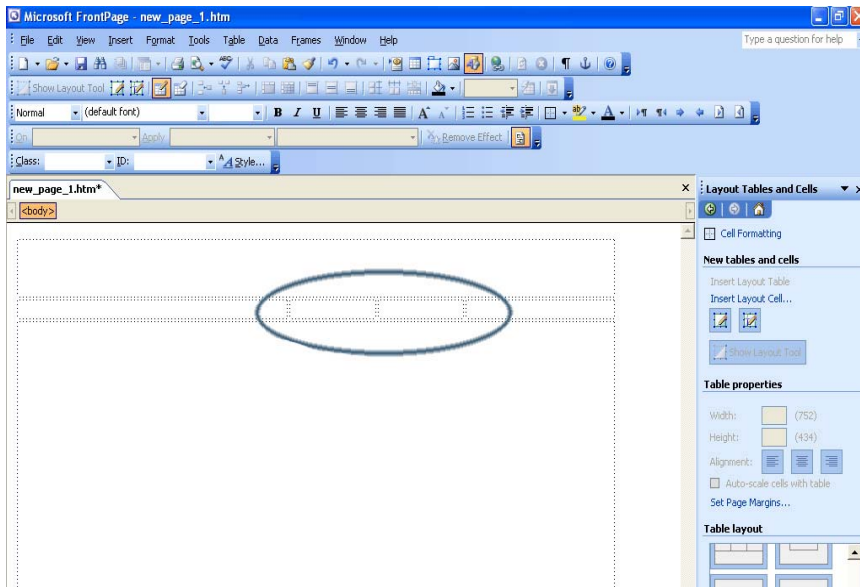 Microsoft FrontPage - new_page_1.htm
File Edit View Insert Format Tools Table Data Frames Window Help
Type a question for help
Show Layout Tool
Normal (default font) B I U
On: Apply Remove Effect
Class: ID: Style...
new_page_1.htm*
<body>
Layout Tables and Cells
Cell Formatting
New tables and cells
Insert Layout Table
Insert Layout Cell...
Show Layout Tool
Table properties
Width: (752)
Height: (434)
Alignment:
Auto-scale cells with table
Set Page Margins...
Table layout